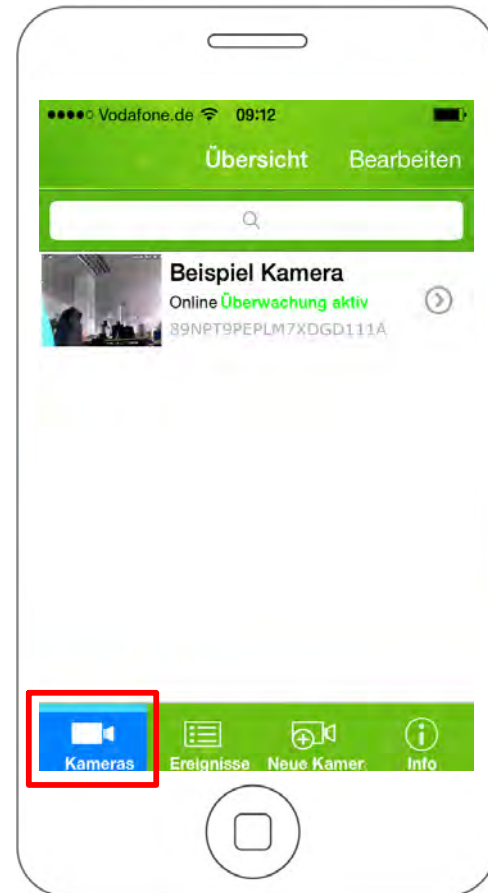 Vodafone.de 09:12
Übersicht Bearbeiten
Beispiel Kamera
Online Überwachung aktiv
89NPT9PEPLM7XDGD111A
Kameras Ereignisse Neue Kamer Info